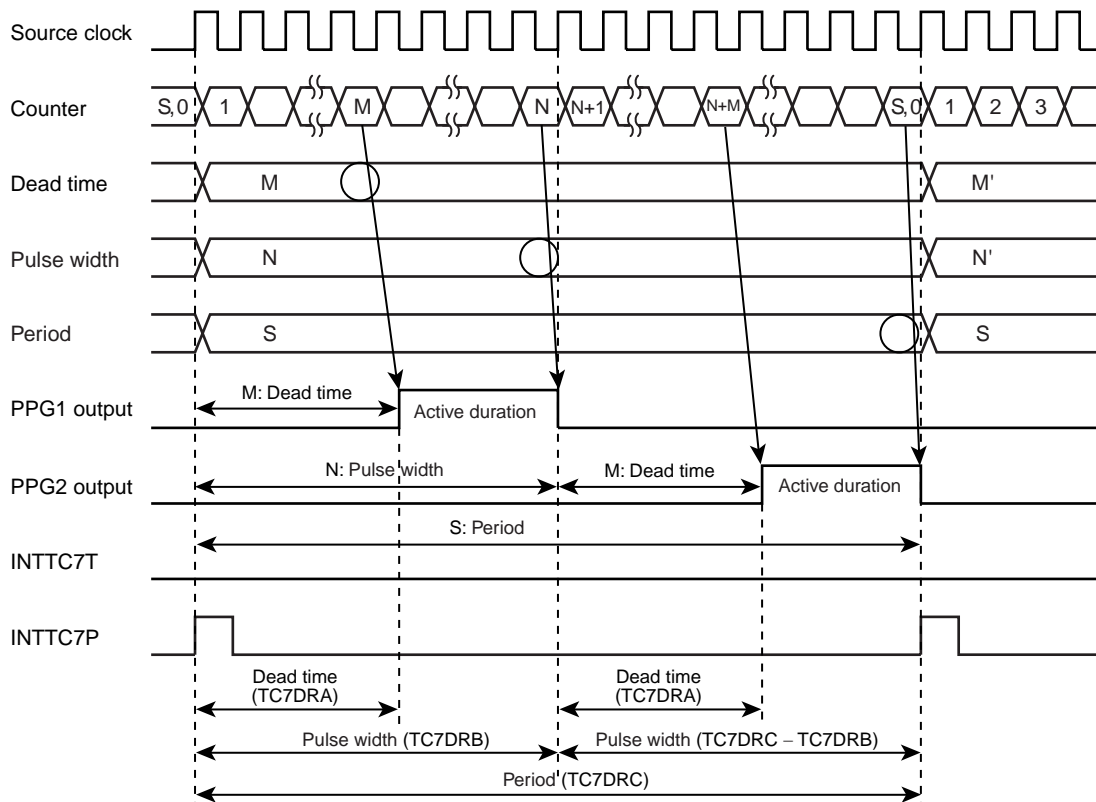 Source clock
Counter S,0 1 M N N+1 N+M S,0 1 2 3
Dead time M M'
Pulse width N N'
Period S S
M: Dead time
PPG1 output Active duration
N: Pulse width M: Dead time
PPG2 output Active duration
S: Period
INTTC7T
INTTC7P
Dead time Dead time
(TC7DRA) (TC7DRA)
Pulse width (TC7DRB) Pulse width (TC7DRC – TC7DRB)
Period (TC7DRC)